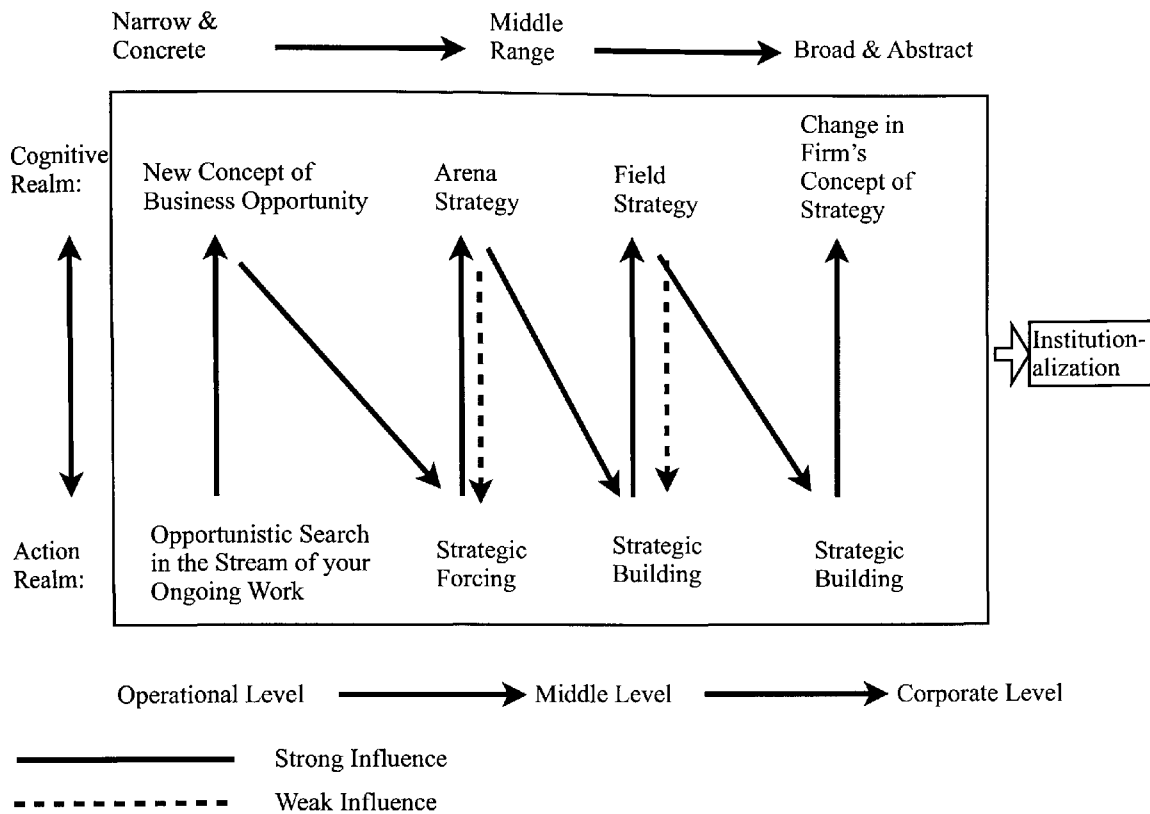 Narrow &
Concrete
Middle
Range
Broad & Abstract
Cognitive
Realm:
New Concept of
Business Opportunity
Arena
Strategy
Field
Strategy
Change in
Firm's
Concept of
Strategy
Institution-
alization
Action
Realm:
Opportunistic Search
in the Stream of your
Ongoing Work
Strategic
Forcing
Strategic
Building
Strategic
Building
Operational Level
Middle Level
Corporate Level
Strong Influence
Weak Influence